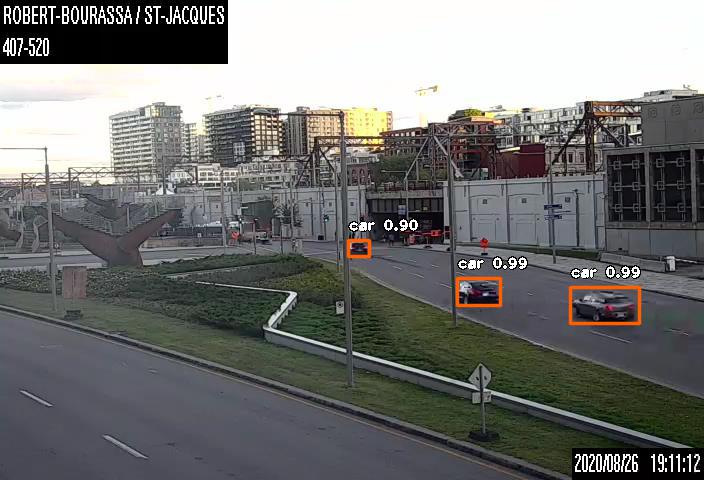 ROBERT-BOURASSA / ST-JACQUES
407-520
car 0.90
car 0.99
car 0.99
2020/08/26 19:11:12